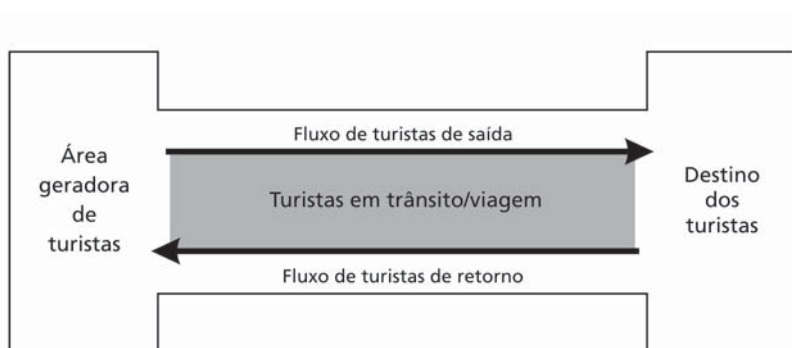 Área
geradora
de
turistas
Fluxo de turistas de saída
Turistas em trânsito/viagem
Fluxo de turistas de retorno
Destino
dos
turistas